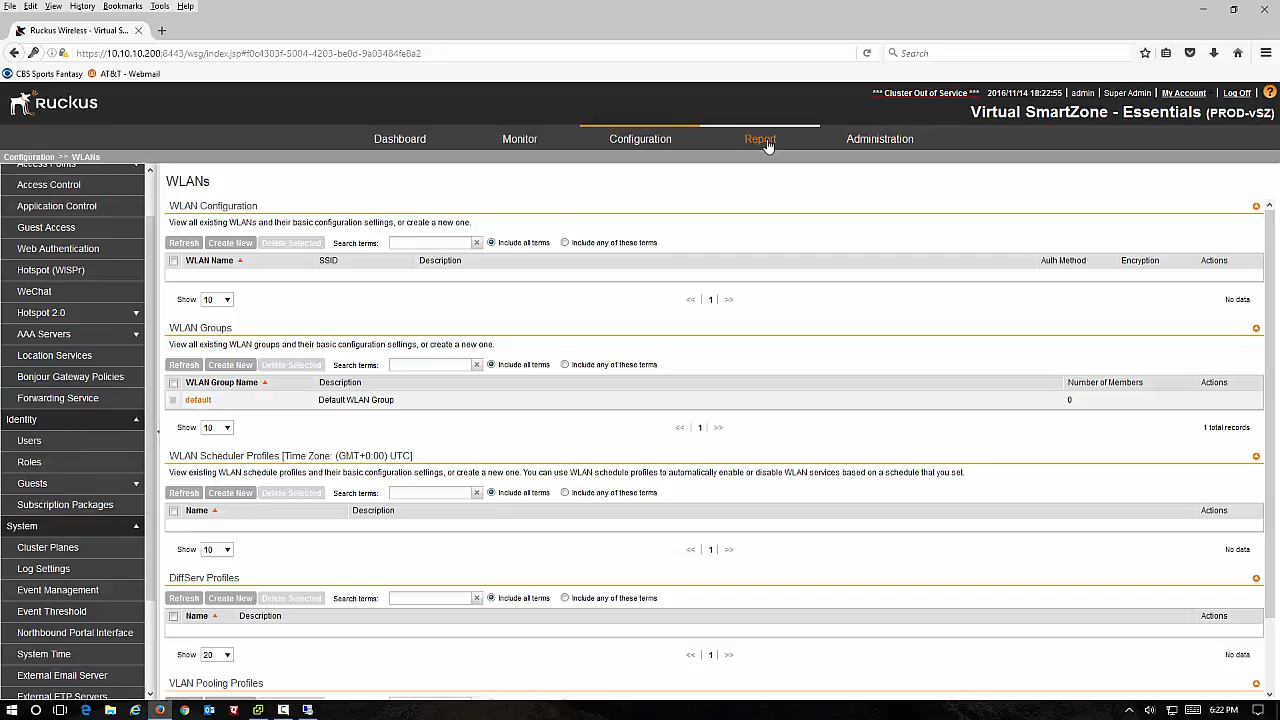 File Edit View History Bookmarks Tools Help
Ruckus Wireless - Virtual S...
https://10.10.10.200:8443/wsg/index.jsp#f0c4303f-5004-4203-be0d-9a03484fe8a2
Search
CBS Sports Fantasy AT&T - Webmail
RUCKUS
*** Cluster Out of Service *** 2016/11/14 18:22:55 | admin | Super Admin | My Account | Log Off
Virtual SmartZone - Essentials (PROD-vSZ)
Dashboard Monitor Configuration Report Administration
Configuration >> WLANs
Access Points
Access Control
Application Control
Guest Access
Web Authentication
Hotspot (WISPr)
WeChat
Hotspot 2.0
AAA Servers
Location Services
Bonjour Gateway Policies
Forwarding Service
Identity
Users
Roles
Guests
Subscription Packages
System
Cluster Planes
Log Settings
Event Management
Event Threshold
Northbound Portal Interface
System Time
External Email Server
External FTP Servers
WLANs
WLAN Configuration
View all existing WLANs and their basic configuration settings, or create a new one.
Refresh Create New Delete Selected Search terms: x Include all terms Include any of these terms
WLAN Name SSID Description Auth Method Encryption Actions
Show 10 << | 1 | >> No data
WLAN Groups
View all existing WLAN groups and their basic configuration settings, or create a new one.
Refresh Create New Delete Selected Search terms: x Include all terms Include any of these terms
WLAN Group Name Description Number of Members Actions
default Default WLAN Group 0
Show 10 << | 1 | >> 1 total records
WLAN Scheduler Profiles [Time Zone: (GMT+0:00) UTC]
View existing WLAN schedule profiles and their basic configuration settings, or create a new one. You can use WLAN schedule profiles to automatically enable or disable WLAN services based on a schedule that you set.
Refresh Create New Delete Selected Search terms: x Include all terms Include any of these terms
Name Description Actions
Show 10 << | 1 | >> No data
DiffServ Profiles
Refresh Create New Delete Selected Search terms: x Include all terms Include any of these terms
Name Description Actions
Show 20 << | 1 | >> No data
VLAN Pooling Profiles
6:22 PM